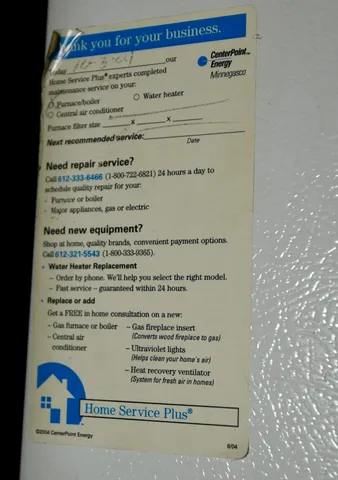 Thank you for your business.
Today our
Home Service Plus® experts completed
maintenance service on your:
Furnace/boiler Water heater
Central air conditioner
Furnace filter size x x
Next recommended service:
Date
CenterPoint
Energy
Minnegasco
Need repair service?
Call 612-333-6466 (1-800-722-6821) 24 hours a day to
schedule quality repair for your:
- Furnace or boiler
- Major appliances, gas or electric
Need new equipment?
Shop at home, quality brands, convenient payment options.
Call 612-321-5543 (1-800-333-9365).
• Water Heater Replacement
– Order by phone. We'll help you select the right model.
– Fast service – guaranteed within 24 hours.
• Replace or add
Get a FREE in home consultation on a new:
– Gas furnace or boiler
– Central air
conditioner
– Gas fireplace insert
(Converts wood fireplace to gas)
– Ultraviolet lights
(Helps clean your home's air)
– Heat recovery ventilator
(System for fresh air in homes)
Home Service Plus®
©2004 CenterPoint Energy
6/04